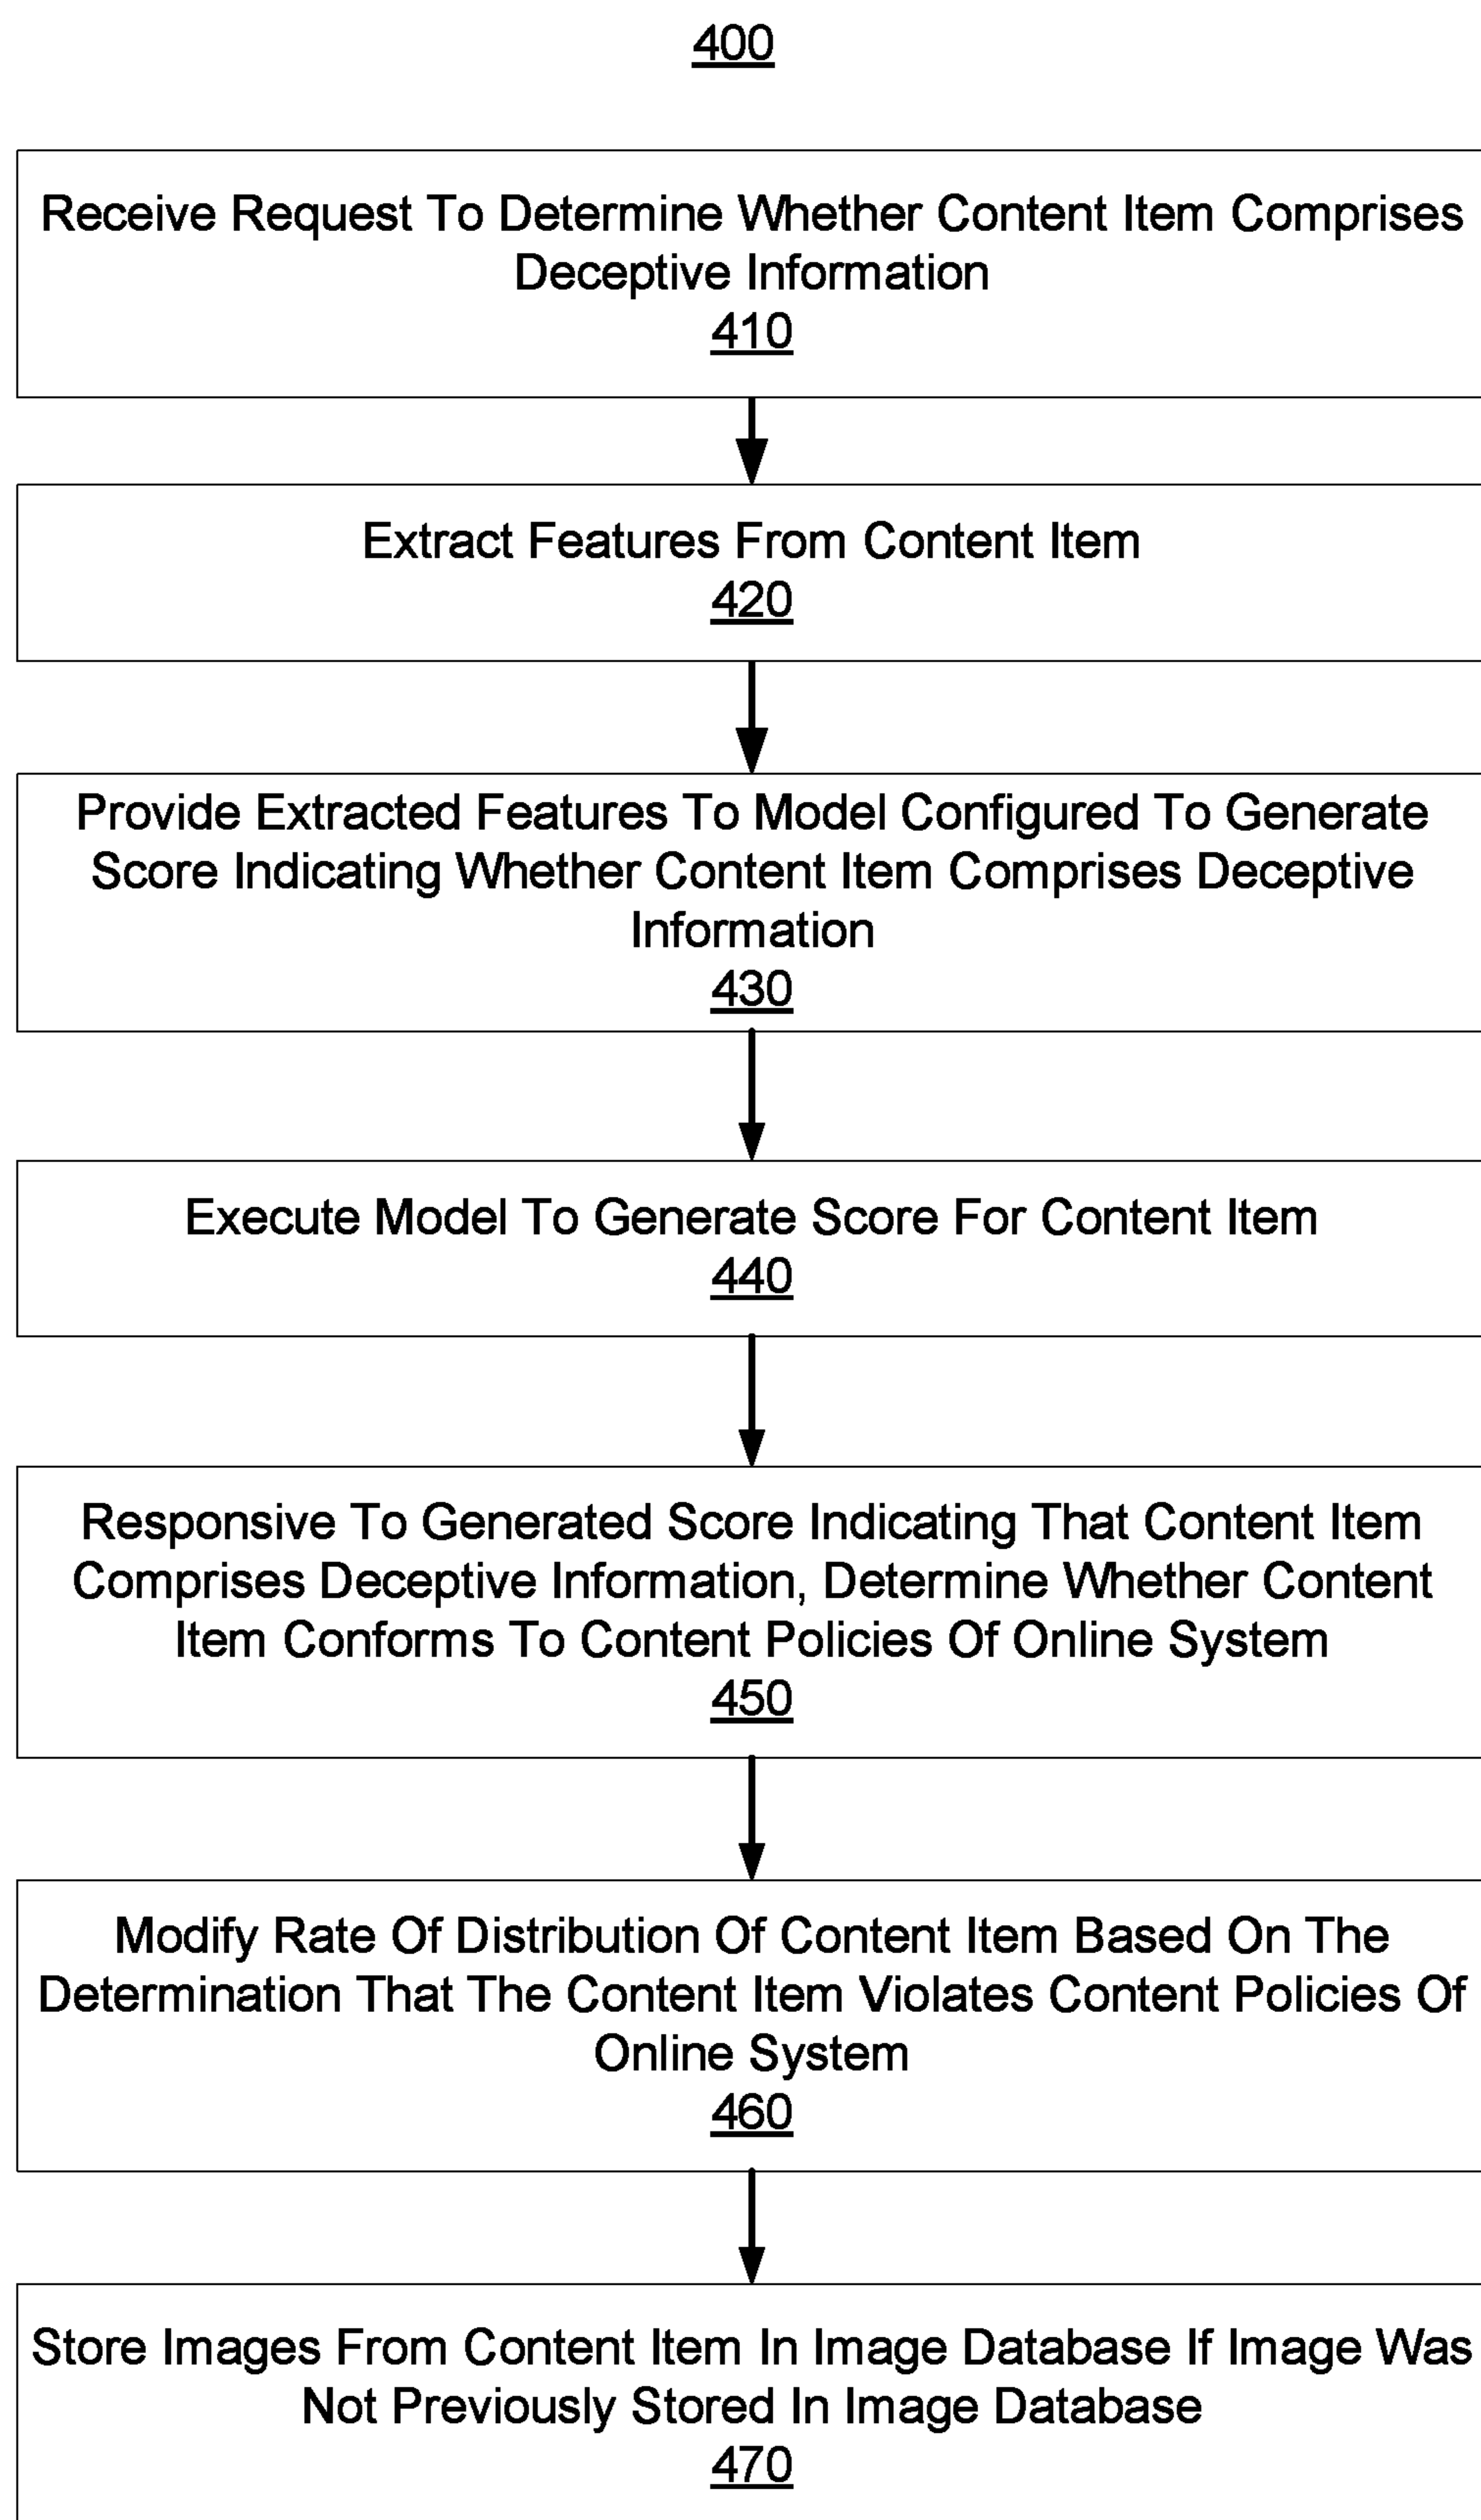 400
Receive Request To Determine Whether Content Item Comprises
Deceptive Information
410
Extract Features From Content Item
420
Provide Extracted Features To Model Configured To Generate
Score Indicating Whether Content Item Comprises Deceptive
Information
430
Execute Model To Generate Score For Content Item
440
Responsive To Generated Score Indicating That Content Item
Comprises Deceptive Information, Determine Whether Content
Item Conforms To Content Policies Of Online System
450
Modify Rate Of Distribution Of Content Item Based On The
Determination That The Content Item Violates Content Policies Of
Online System
460
Store Images From Content Item In Image Database If Image Was
Not Previously Stored In Image Database
470